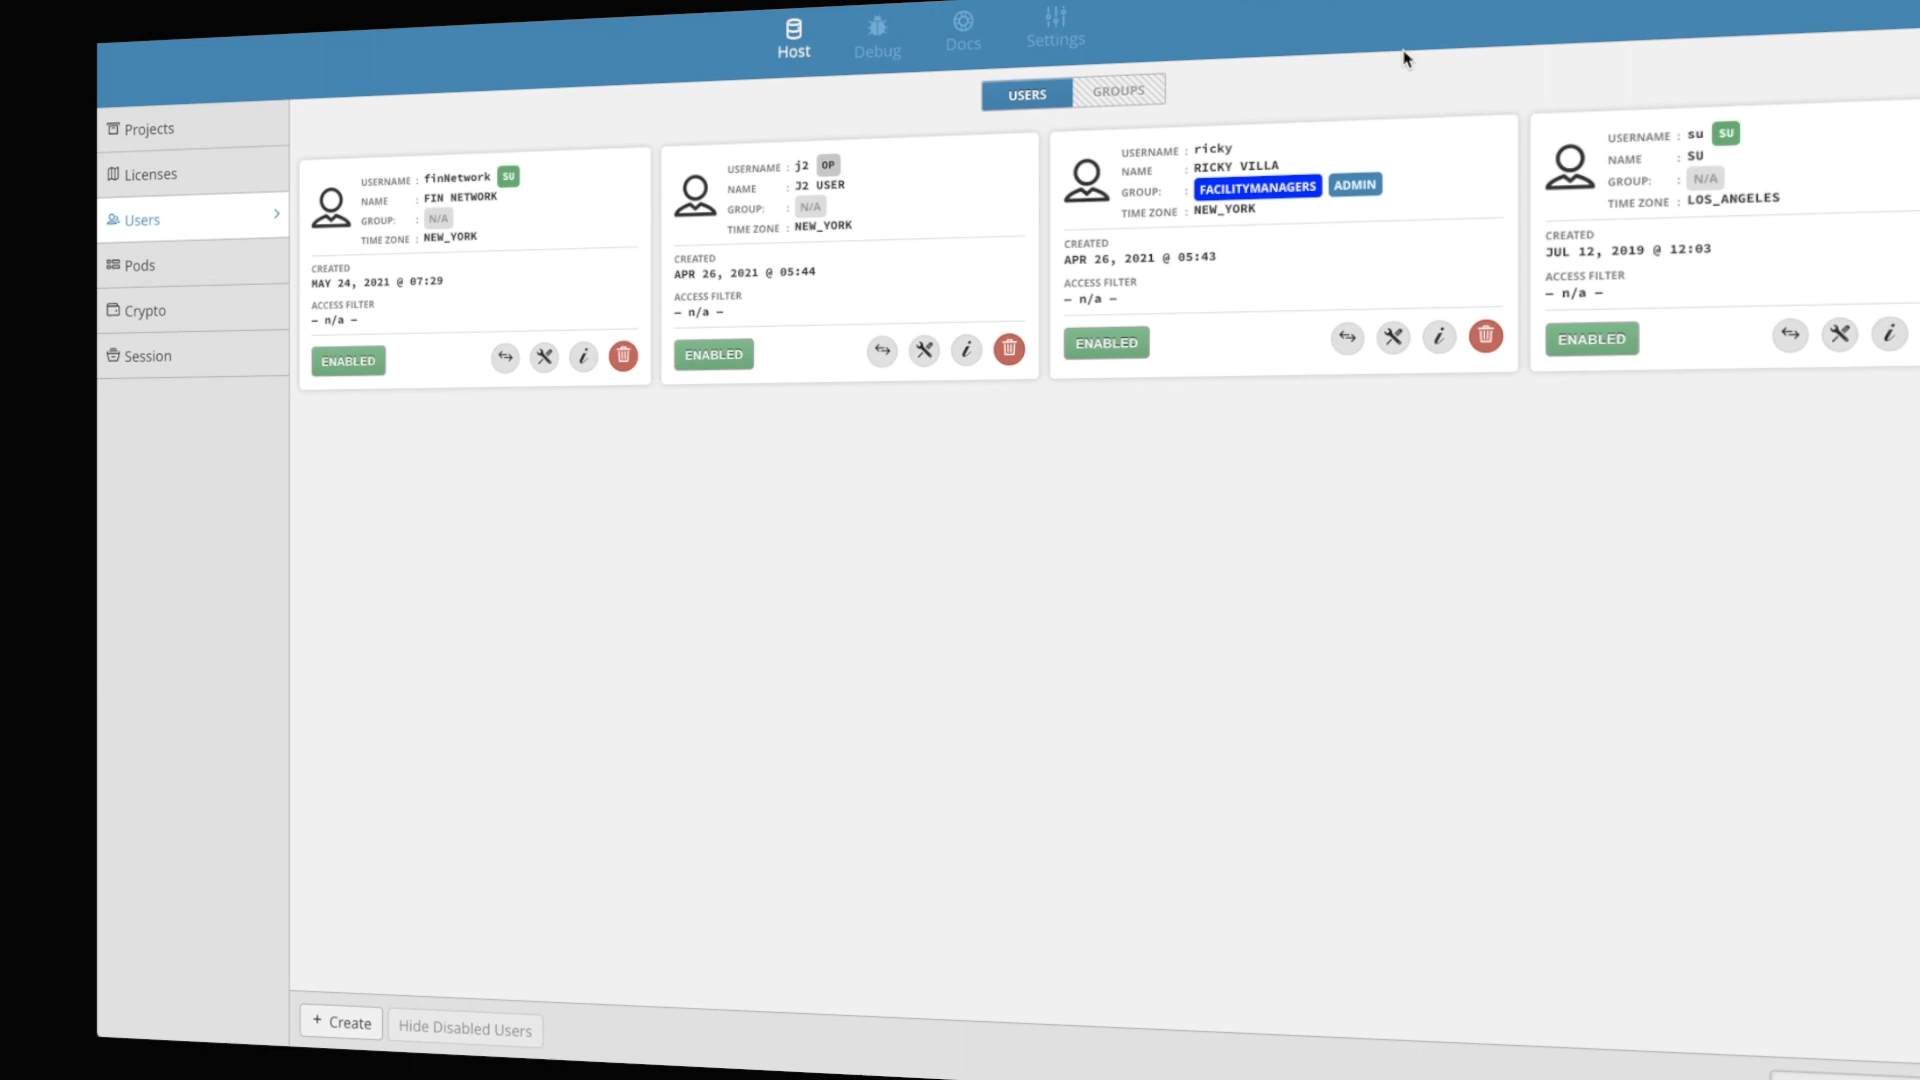 Host
Debug
Docs
Settings
USERS
GROUPS
Projects
Licenses
Users
Pods
Crypto
Session
USERNAME : finNetwork SU
NAME : FIN NETWORK
GROUP: : N/A
TIME ZONE : NEW_YORK
CREATED
MAY 24, 2021 @ 07:29
ACCESS FILTER
— n/a —
ENABLED
USERNAME : j2 OP
NAME : J2 USER
GROUP: : N/A
TIME ZONE : NEW_YORK
CREATED
APR 26, 2021 @ 05:44
ACCESS FILTER
— n/a —
ENABLED
USERNAME : ricky
NAME : RICKY VILLA
GROUP: : FACILITYMANAGERS ADMIN
TIME ZONE : NEW_YORK
CREATED
APR 26, 2021 @ 05:43
ACCESS FILTER
— n/a —
ENABLED
USERNAME : su SU
NAME : SU
GROUP: : N/A
TIME ZONE : LOS_ANGELES
CREATED
JUL 12, 2019 @ 12:03
ACCESS FILTER
— n/a —
ENABLED
+ Create
Hide Disabled Users